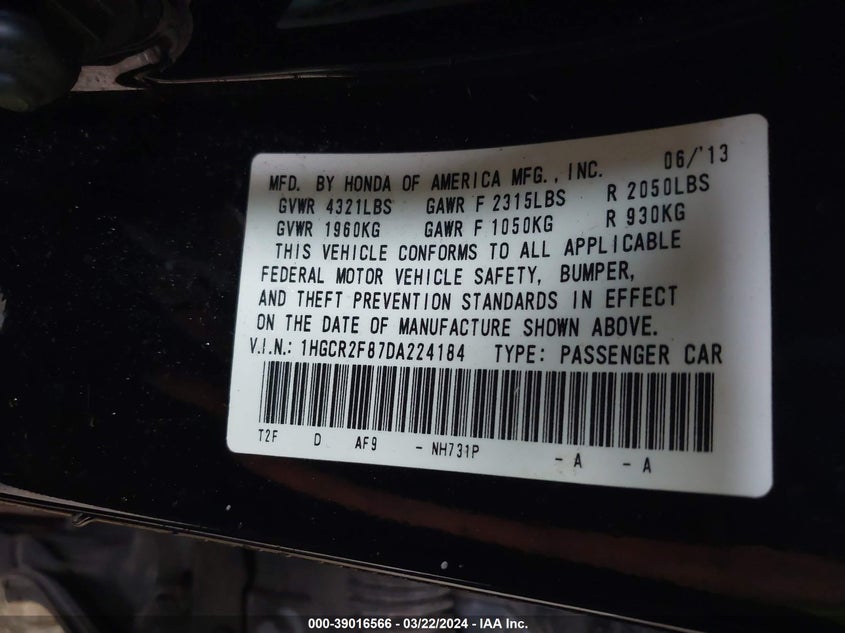 06/'13
MFD. BY HONDA OF AMERICA MFG., INC.
GVWR 4321LBS GAWR F 2315LBS R 2050LBS
GVWR 1960KG GAWR F 1050KG R 930KG
THIS VEHICLE CONFORMS TO ALL APPLICABLE
FEDERAL MOTOR VEHICLE SAFETY, BUMPER,
AND THEFT PREVENTION STANDARDS IN EFFECT
ON THE DATE OF MANUFACTURE SHOWN ABOVE.
V.I.N.: 1HGCR2F87DA224184 TYPE: PASSENGER CAR
T2F D AF9 - NH731P - A - A
000-39016566 - 03/22/2024 - IAA Inc.